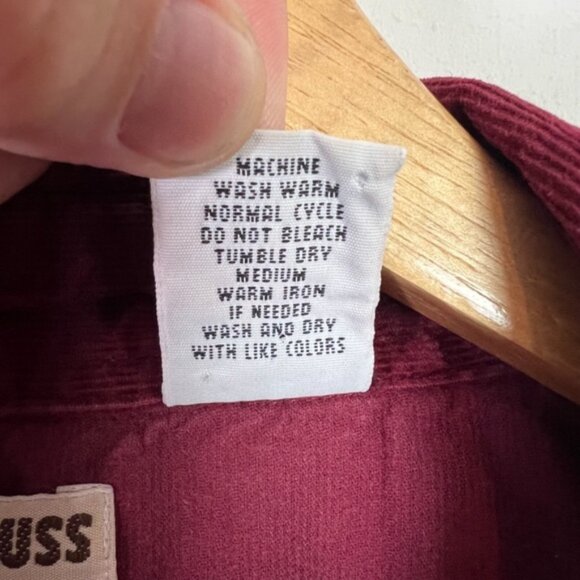 MACHINE
WASH WARM
NORMAL CYCLE
DO NOT BLEACH
TUMBLE DRY
MEDIUM
WARM IRON
IF NEEDED
WASH AND DRY
WITH LIKE COLORS
USS